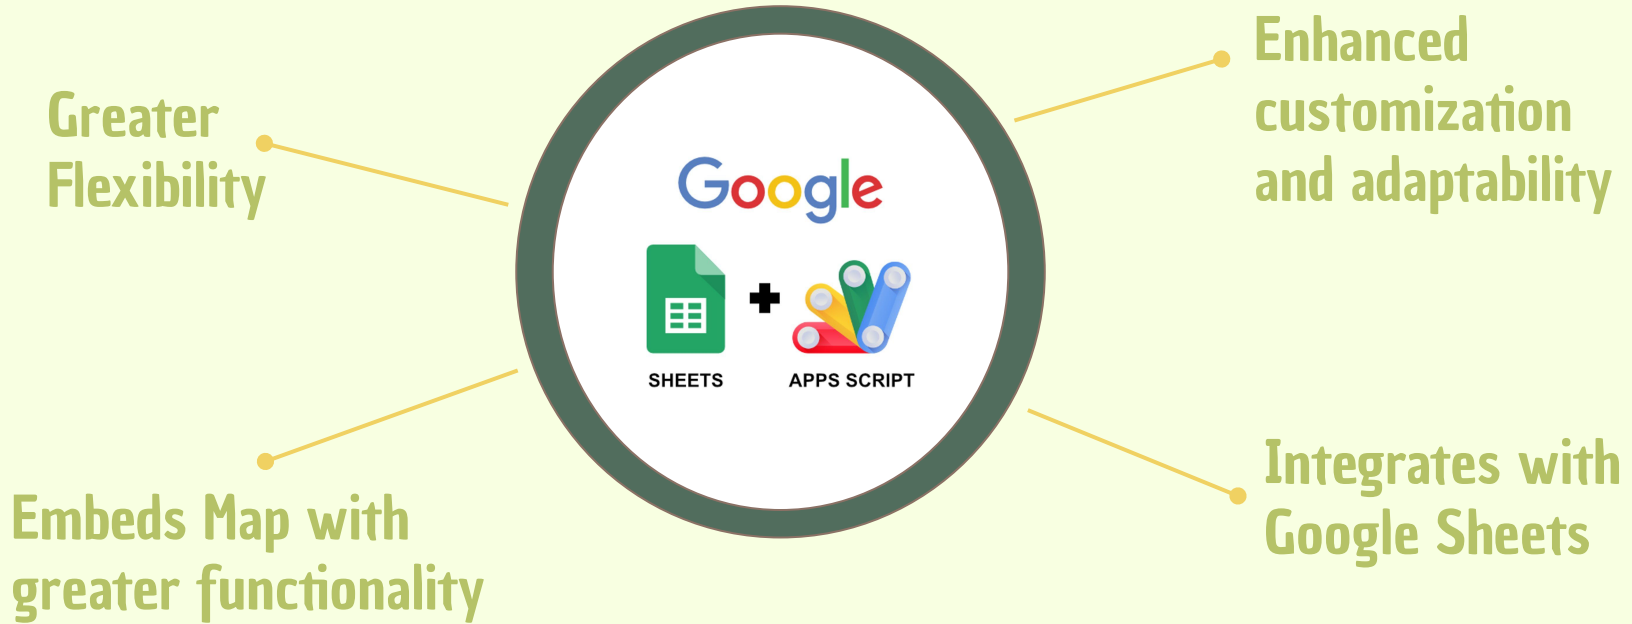 Greater
Flexibility
Enhanced
customization
and adaptability
Google
SHEETS
APPS SCRIPT
Embeds Map with
greater functionality
Integrates with
Google Sheets